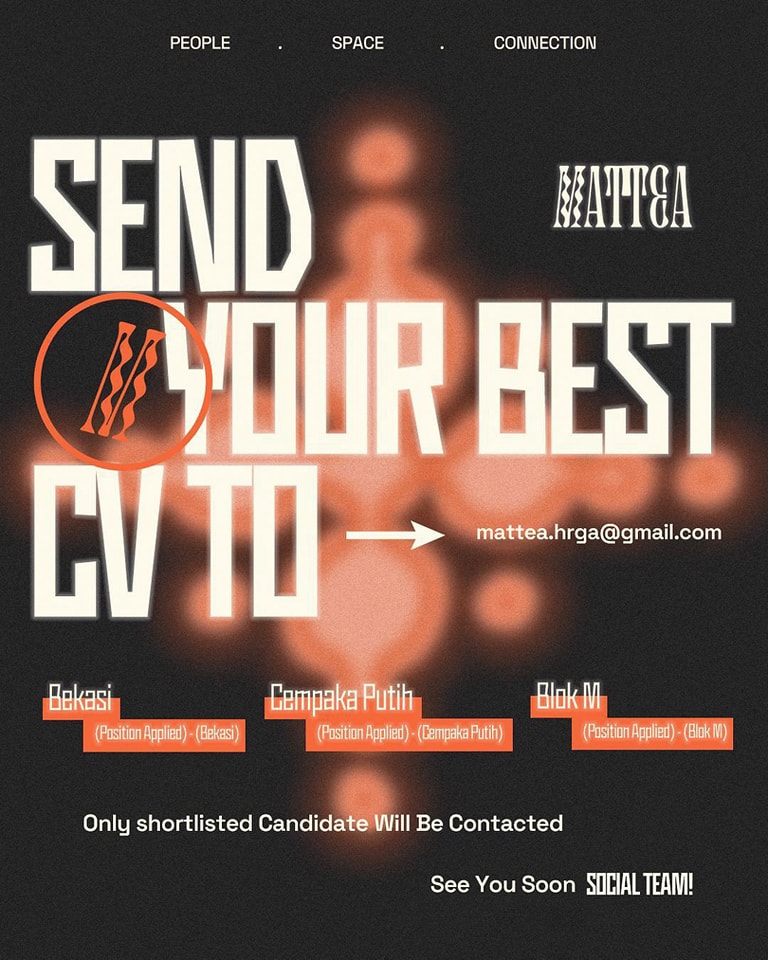 PEOPLE . SPACE . CONNECTION
SEND
MATTEA
YOUR BEST
CV TO
mattea.hrga@gmail.com
Bekasi
(Position Applied) - (Bekasi)
Cempaka Putih
(Position Applied) - (Cempaka Putih)
Blok M
(Position Applied) - (Blok M)
Only shortlisted Candidate Will Be Contacted
See You Soon SOCIAL TEAM!